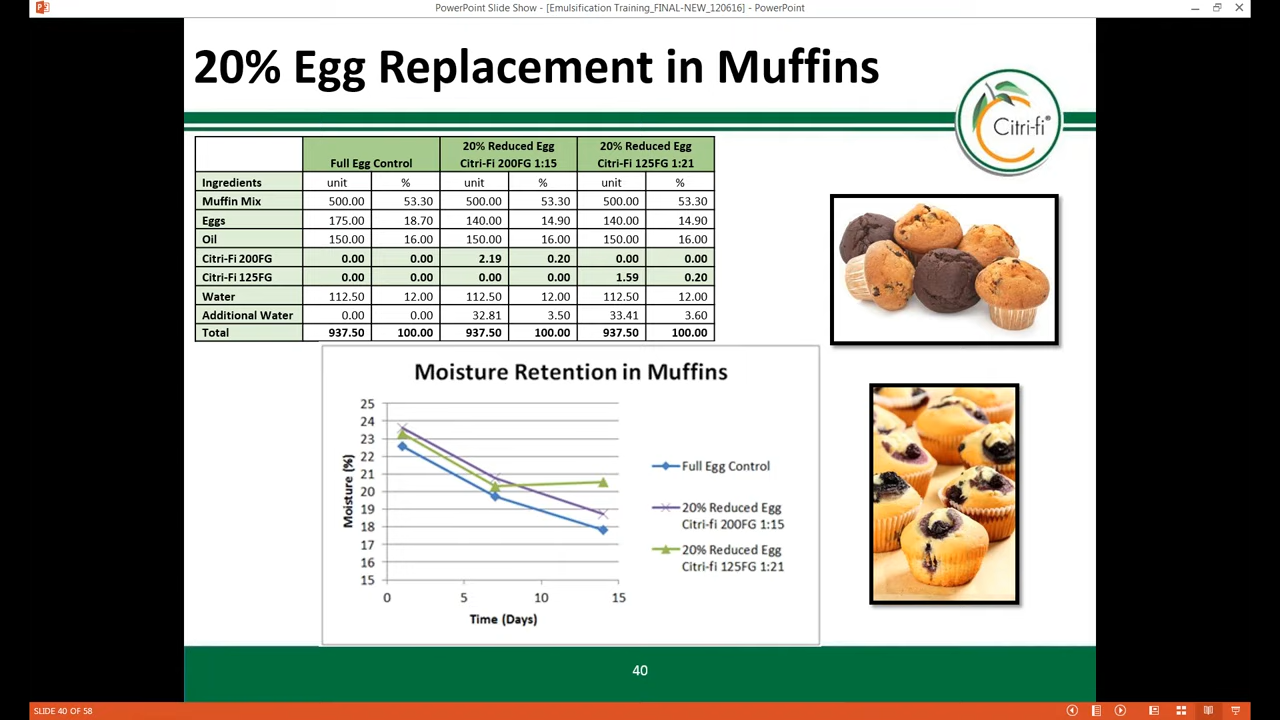 PowerPoint Slide Show - [Emulsification Training_FINAL-NEW_120616] - PowerPoint
20% Egg Replacement in Muffins
Citri-fi®
Full Egg Control 20% Reduced Egg Citri-Fi 200FG 1:15 20% Reduced Egg Citri-Fi 125FG 1:21
Ingredients unit % unit % unit %
Muffin Mix 500.00 53.30 500.00 53.30 500.00 53.30
Eggs 175.00 18.70 140.00 14.90 140.00 14.90
Oil 150.00 16.00 150.00 16.00 150.00 16.00
Citri-Fi 200FG 0.00 0.00 2.19 0.20 0.00 0.00
Citri-Fi 125FG 0.00 0.00 0.00 0.00 1.59 0.20
Water 112.50 12.00 112.50 12.00 112.50 12.00
Additional Water 0.00 0.00 32.81 3.50 33.41 3.60
Total 937.50 100.00 937.50 100.00 937.50 100.00
Moisture Retention in Muffins
Moisture (%)
25
24
23
22
21
20
19
18
17
16
15
0 5 10 15
Time (Days)
Full Egg Control
20% Reduced Egg
Citri-fi 200FG 1:15
20% Reduced Egg
Citri-fi 125FG 1:21
40
SLIDE 40 OF 58